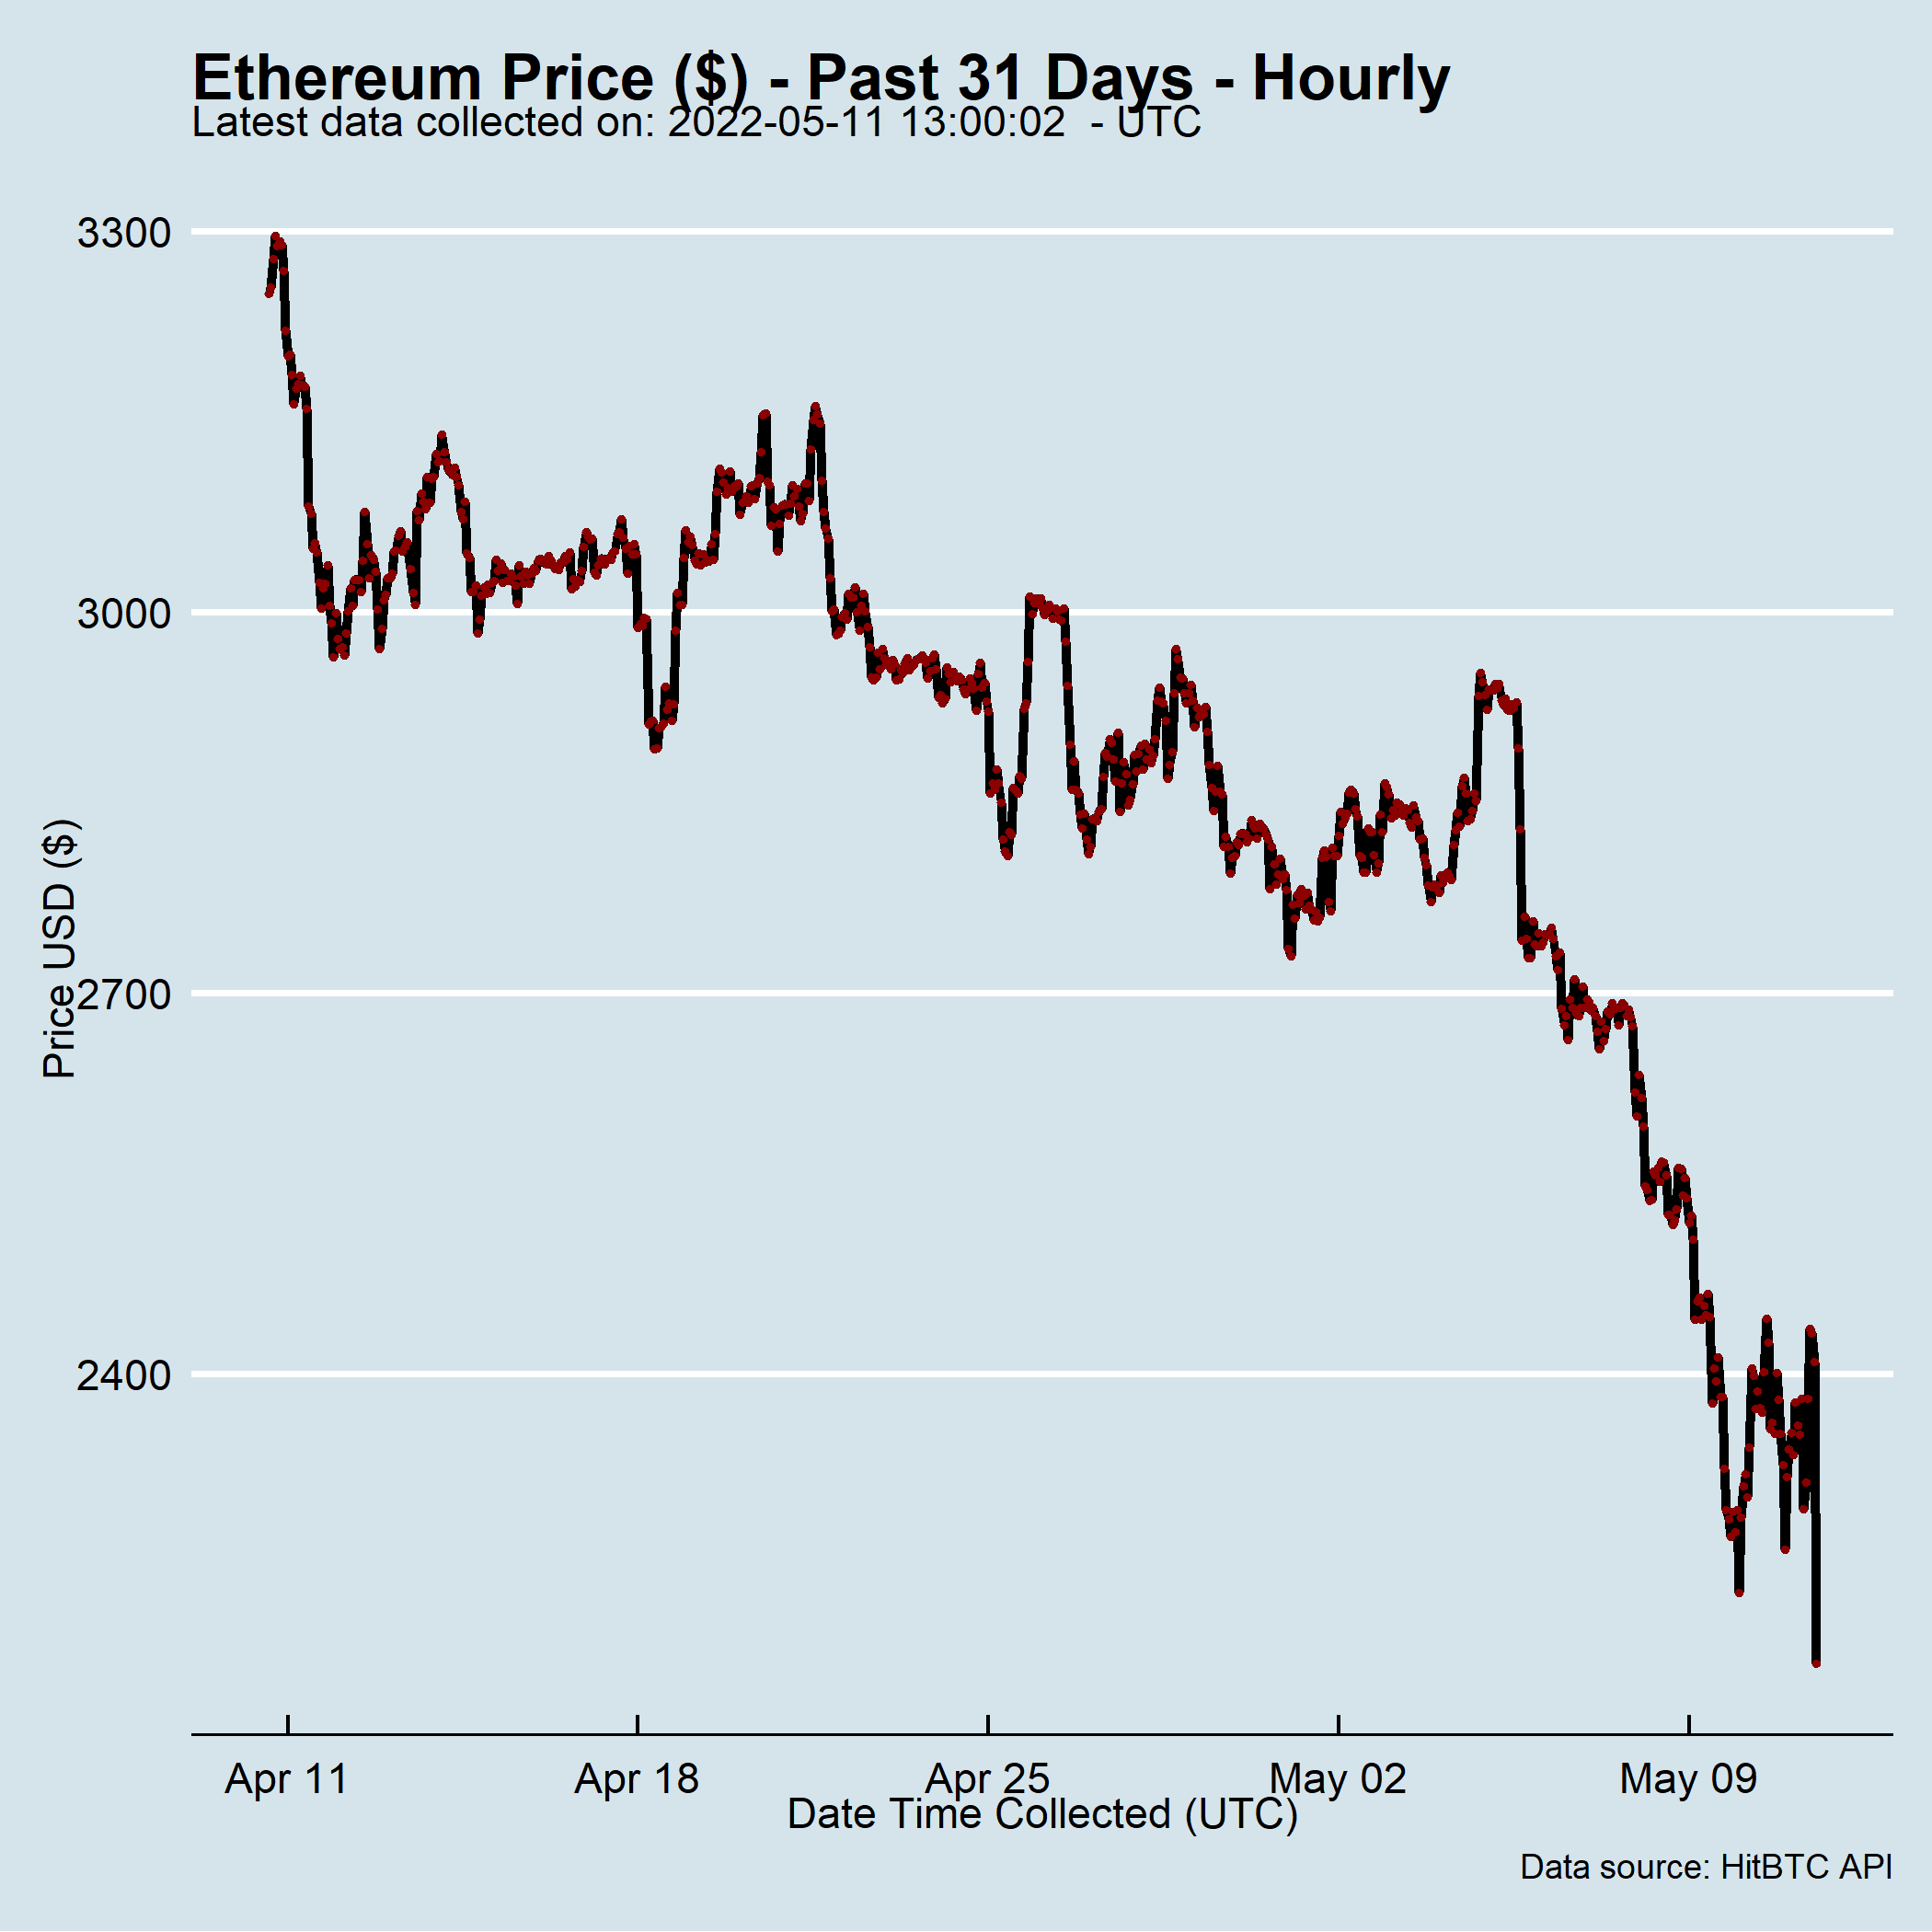 Ethereum Price ($) - Past 31 Days - Hourly
Latest data collected on: 2022-05-11 13:00:02  - UTC
3300
3000
2700
2400
Price USD ($)
Apr 11
Apr 18
Apr 25
May 02
May 09
Date Time Collected (UTC)
Data source: HitBTC API